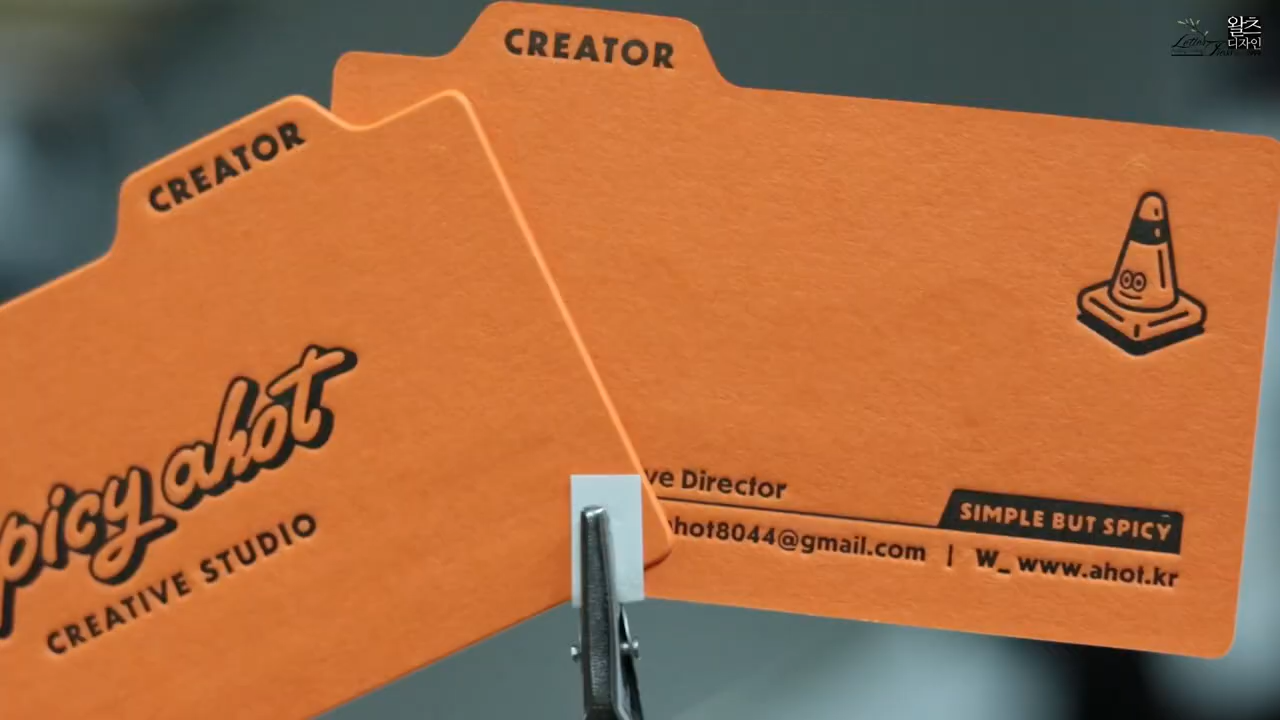 CREATOR
CREATOR
왈츠
디자인
picy ahot
CREATIVE STUDIO
ve Director
SIMPLE BUT SPICY
ahot8044@gmail.com | W_ www.ahot.kr